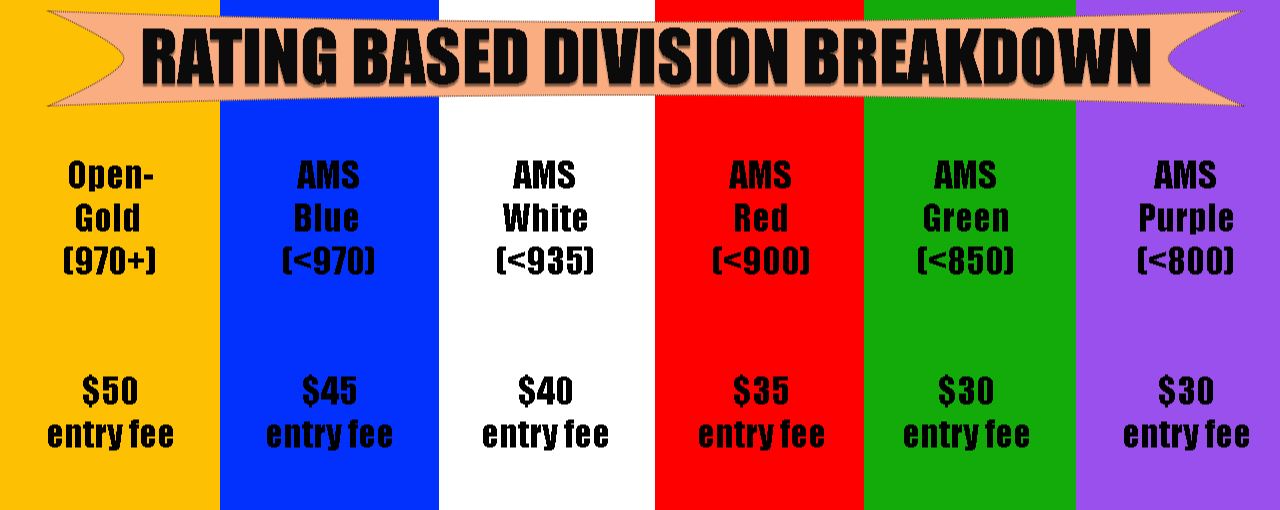 RATING BASED DIVISION BREAKDOWN
Open-
Gold
(970+)
$50
entry fee
AMS
Blue
(<970)
$45
entry fee
AMS
White
(<935)
$40
entry fee
AMS
Red
(<900)
$35
entry fee
AMS
Green
(<850)
$30
entry fee
AMS
Purple
(<800)
$30
entry fee